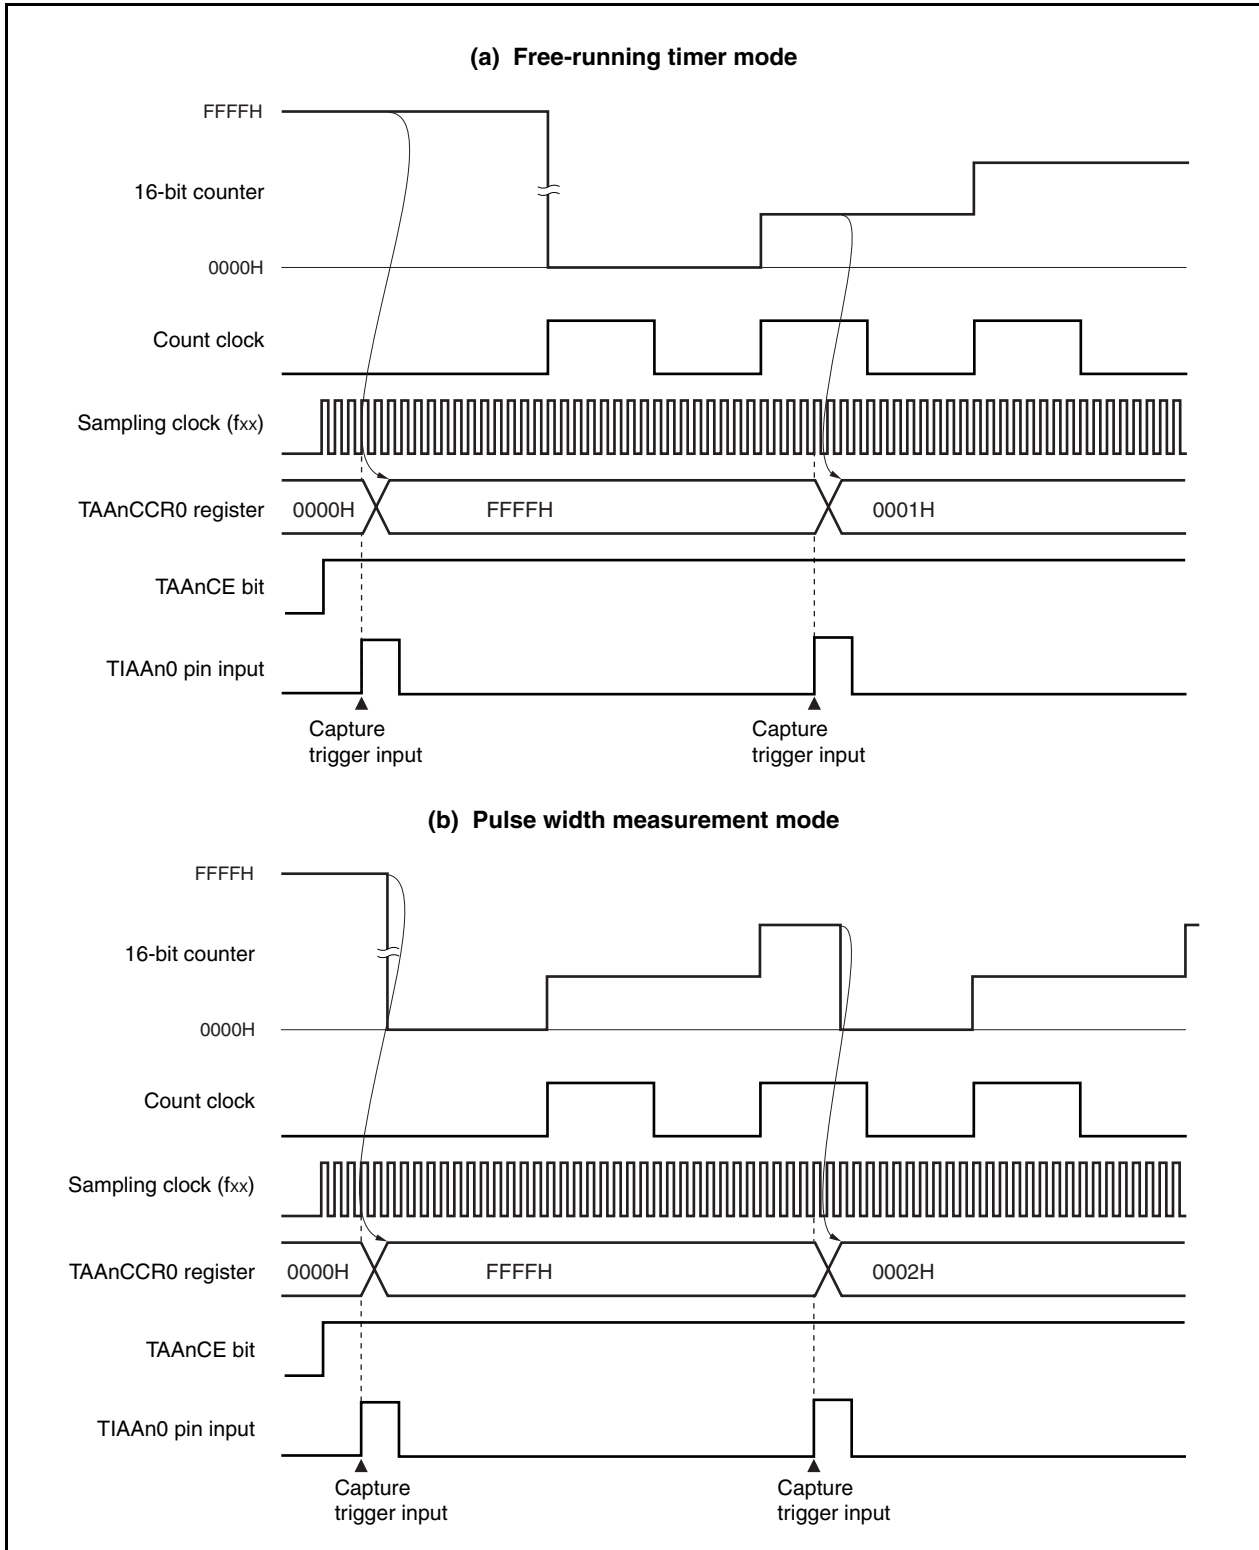 (a) Free-running timer mode
FFFFH
16-bit counter
0000H
Count clock
Sampling clock (fxx)
TAAnCCR0 register
0000H
FFFFH
0001H
TAAnCE bit
TIAAn0 pin input
Capture
trigger input
Capture
trigger input
(b) Pulse width measurement mode
FFFFH
16-bit counter
0000H
Count clock
Sampling clock (fxx)
TAAnCCR0 register
0000H
FFFFH
0002H
TAAnCE bit
TIAAn0 pin input
Capture
trigger input
Capture
trigger input